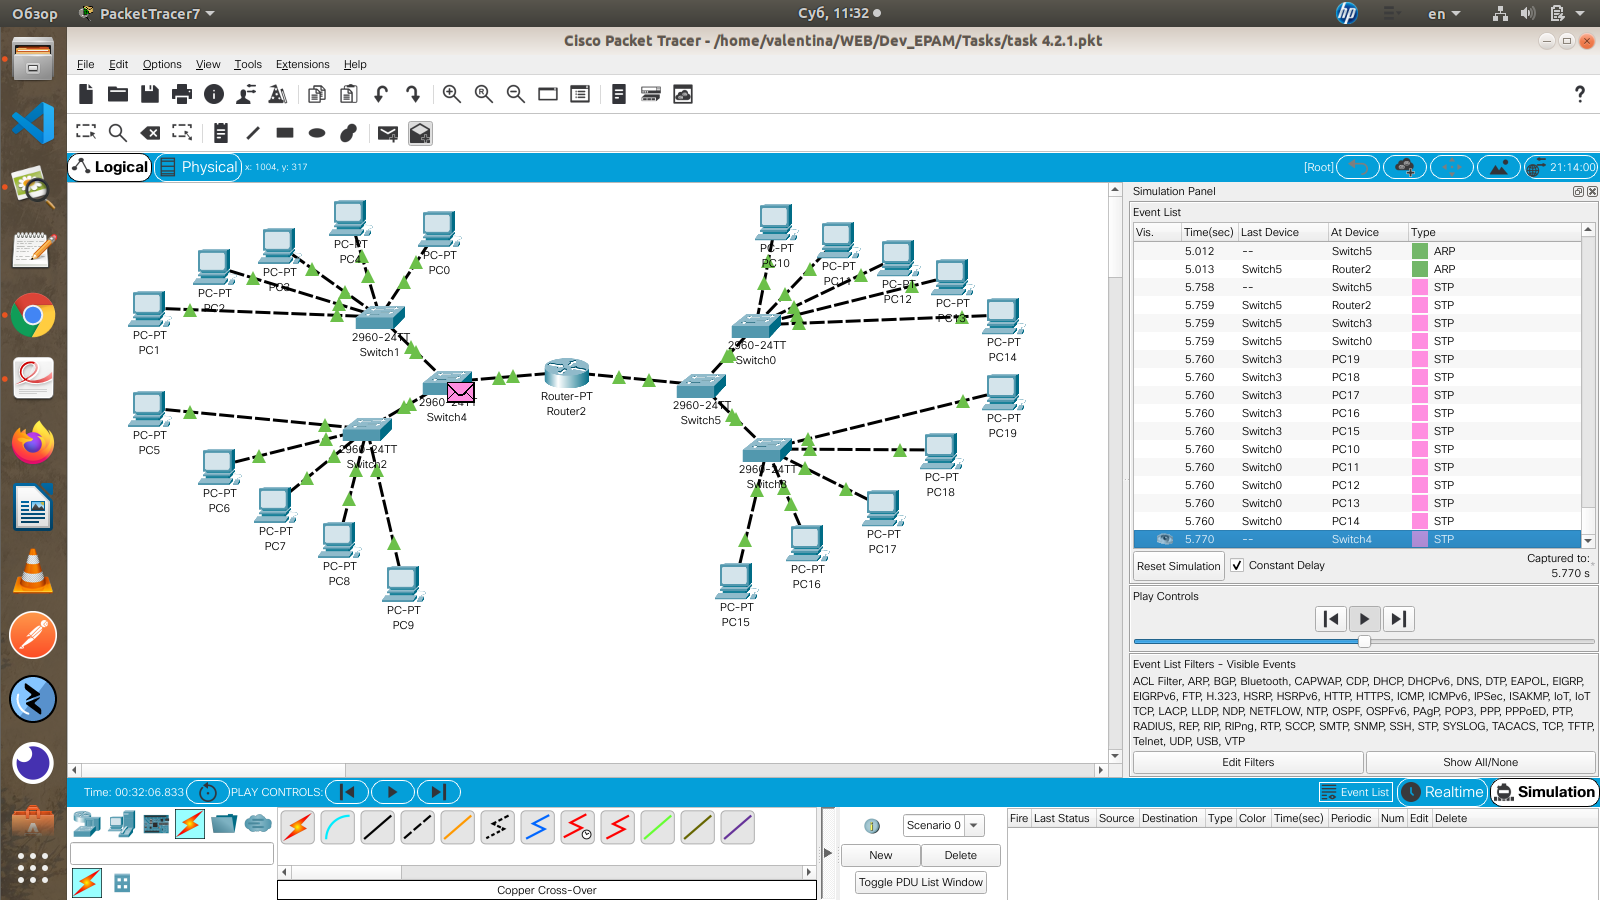 Обзор
PacketTracer7
Суб, 11:32
hp
en
Cisco Packet Tracer - /home/valentina/WEB/Dev_EPAM/Tasks/task 4.2.1.pkt
File Edit Options View Tools Extensions Help
?
Logical
Physical
x: 1004, y: 317
[Root]
21:14:00
PC-PT
PC1
PC-PT
PC2
PC-PT
PC3
PC-PT
PC4
PC-PT
PC0
2960-24TT
Switch1
2960-24TT
Switch4
Router-PT
Router2
2960-24TT
Switch5
2960-24TT
Switch0
PC-PT
PC10
PC-PT
PC11
PC-PT
PC12
PC-PT
PC13
PC-PT
PC14
PC-PT
PC5
PC-PT
PC6
PC-PT
PC7
PC-PT
PC8
PC-PT
PC9
2960-24TT
Switch2
2960-24TT
Switch3
PC-PT
PC19
PC-PT
PC18
PC-PT
PC17
PC-PT
PC16
PC-PT
PC15
Simulation Panel
Event List
Vis. Time(sec) Last Device At Device Type
5.012 -- Switch5 ARP
5.013 Switch5 Router2 ARP
5.758 -- Switch5 STP
5.759 Switch5 Router2 STP
5.759 Switch5 Switch3 STP
5.759 Switch5 Switch0 STP
5.760 Switch3 PC19 STP
5.760 Switch3 PC18 STP
5.760 Switch3 PC17 STP
5.760 Switch3 PC16 STP
5.760 Switch3 PC15 STP
5.760 Switch0 PC10 STP
5.760 Switch0 PC11 STP
5.760 Switch0 PC12 STP
5.760 Switch0 PC13 STP
5.760 Switch0 PC14 STP
5.770 -- Switch4 STP
Reset Simulation
Constant Delay
Captured to:
5.770 s
Play Controls
Event List Filters - Visible Events
ACL Filter, ARP, BGP, Bluetooth, CAPWAP, CDP, DHCP, DHCPv6, DNS, DTP, EAPOL, EIGRP,
EIGRPv6, FTP, H.323, HSRP, HSRPv6, HTTP, HTTPS, ICMP, ICMPv6, IPSec, ISAKMP, IoT, IoT
TCP, LACP, LLDP, NDP, NETFLOW, NTP, OSPF, OSPFv6, PAgP, POP3, PPP, PPPoED, PTP,
RADIUS, REP, RIP, RIPng, RTP, SCCP, SMTP, SNMP, SSH, STP, SYSLOG, TACACS, TCP, TFTP,
Telnet, UDP, USB, VTP
Edit Filters
Show All/None
Time: 00:32:06.833
PLAY CONTROLS:
Event List
Realtime
Simulation
Scenario 0
New
Delete
Toggle PDU List Window
Fire Last Status Source Destination Type Color Time(sec) Periodic Num Edit Delete
Copper Cross-Over